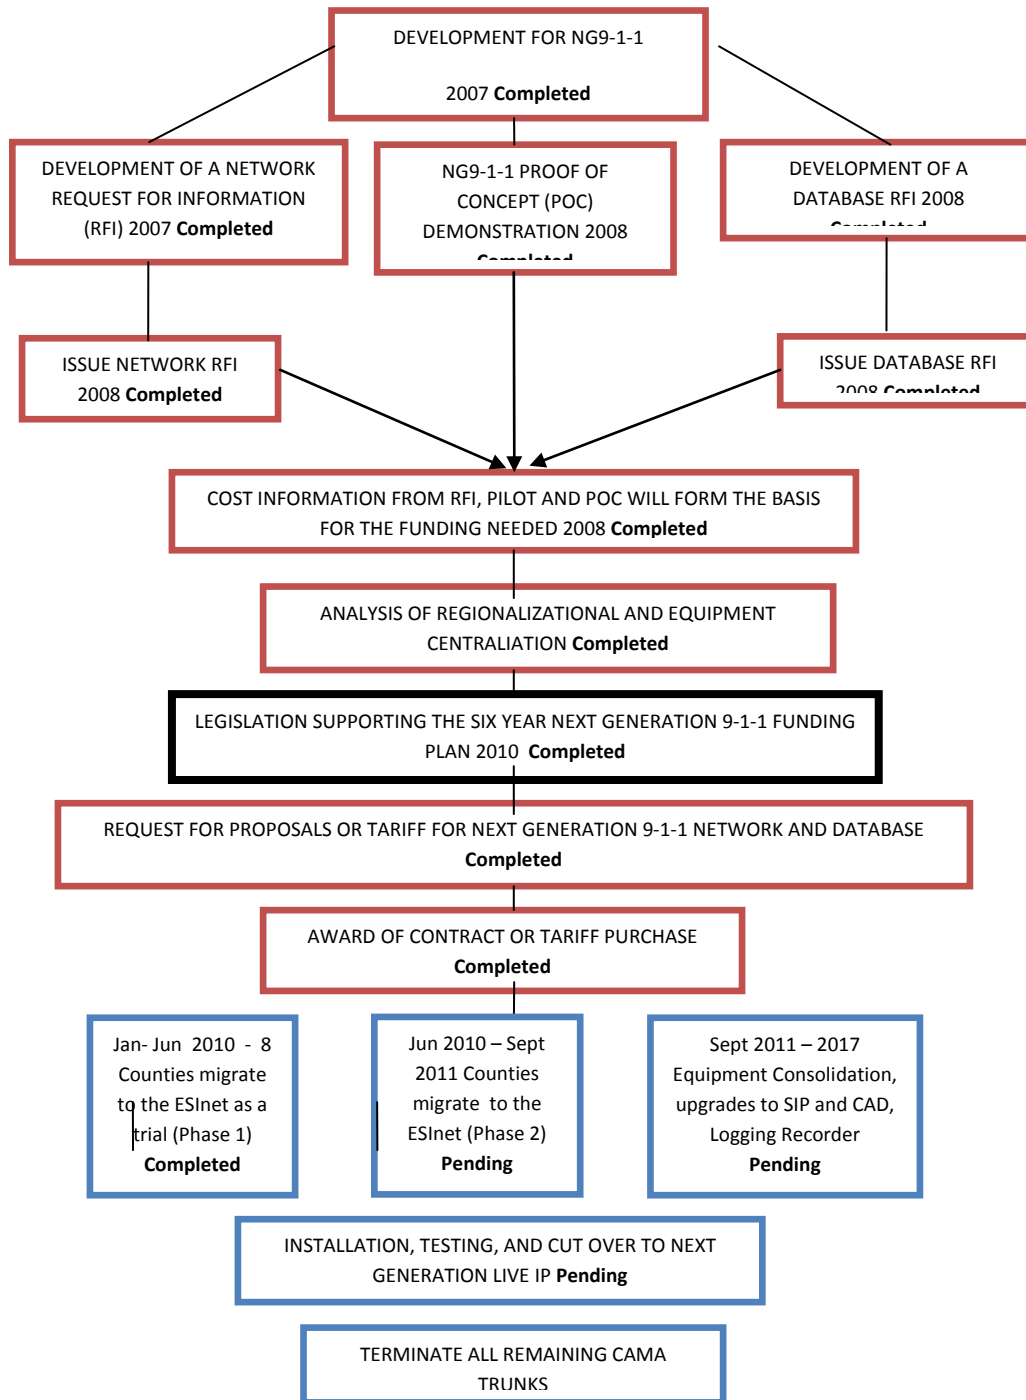 DEVELOPMENT FOR NG9-1-1
2007 Completed
DEVELOPMENT OF A NETWORK
REQUEST FOR INFORMATION
(RFI) 2007 Completed
NG9-1-1 PROOF OF
CONCEPT (POC)
DEMONSTRATION 2008
Completed
DEVELOPMENT OF A
DATABASE RFI 2008
Completed
ISSUE NETWORK RFI
2008 Completed
ISSUE DATABASE RFI
2008 Completed
COST INFORMATION FROM RFI, PILOT AND POC WILL FORM THE BASIS
FOR THE FUNDING NEEDED 2008 Completed
ANALYSIS OF REGIONALIZATIONAL AND EQUIPMENT
CENTRALIATION Completed
LEGISLATION SUPPORTING THE SIX YEAR NEXT GENERATION 9-1-1 FUNDING
PLAN 2010 Completed
REQUEST FOR PROPOSALS OR TARIFF FOR NEXT GENERATION 9-1-1 NETWORK AND DATABASE
Completed
AWARD OF CONTRACT OR TARIFF PURCHASE
Completed
Jan- Jun 2010 - 8
Counties migrate
to the ESInet as a
trial (Phase 1)
Completed
Jun 2010 – Sept
2011 Counties
migrate to the
ESInet (Phase 2)
Pending
Sept 2011 – 2017
Equipment Consolidation,
upgrades to SIP and CAD,
Logging Recorder
Pending
INSTALLATION, TESTING, AND CUT OVER TO NEXT
GENERATION LIVE IP Pending
TERMINATE ALL REMAINING CAMA
TRUNKS